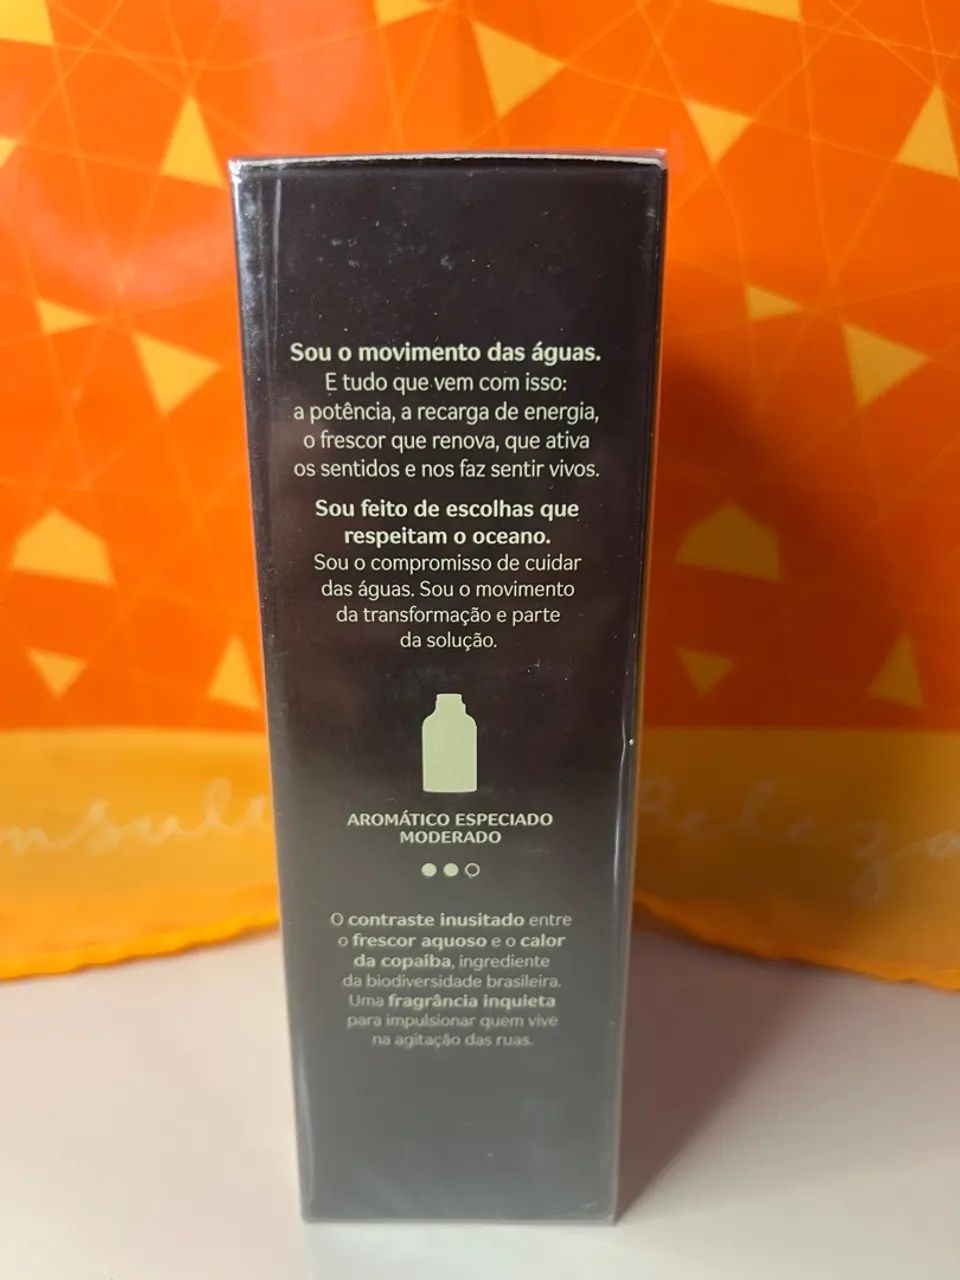 Sou o movimento das águas.
E tudo que vem com isso:
a potência, a recarga de energia,
o frescor que renova, que ativa
os sentidos e nos faz sentir vivos.
Sou feito de escolhas que
respeitam o oceano.
Sou o compromisso de cuidar
das águas. Sou o movimento
da transformação e parte
da solução.
AROMÁTICO ESPECIADO
MODERADO
O contraste inusitado entre
o frescor aquoso e o calor
da copaíba, ingrediente
da biodiversidade brasileira.
Uma fragrância inquieta
para impulsionar quem vive
na agitação das ruas.